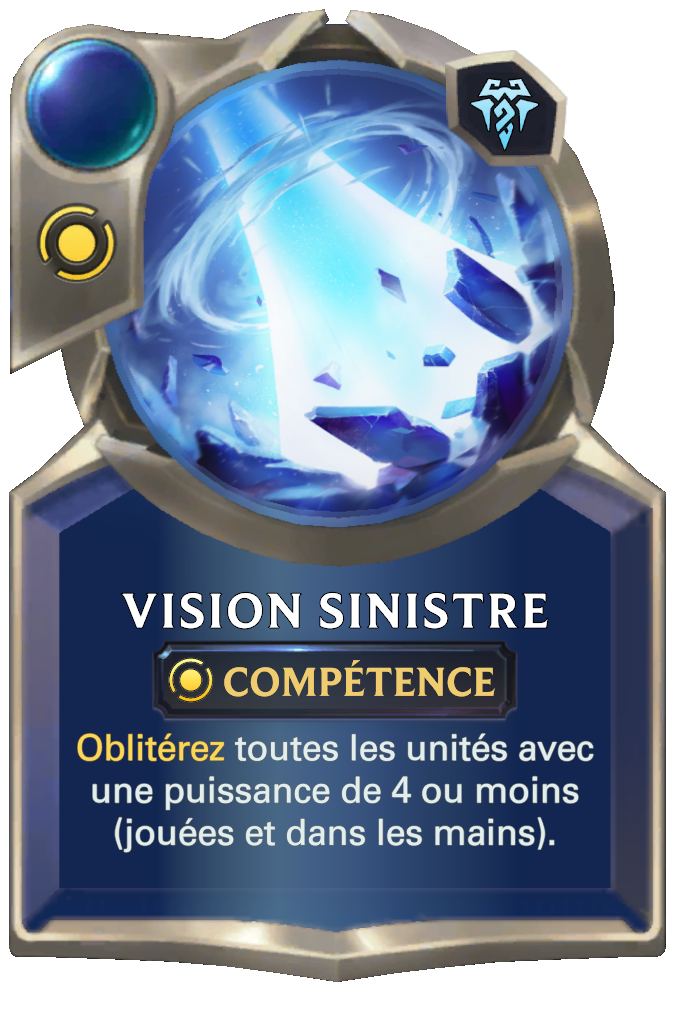 VISION SINISTRE
COMPÉTENCE
Oblitérez toutes les unités avec
une puissance de 4 ou moins
(jouées et dans les mains).